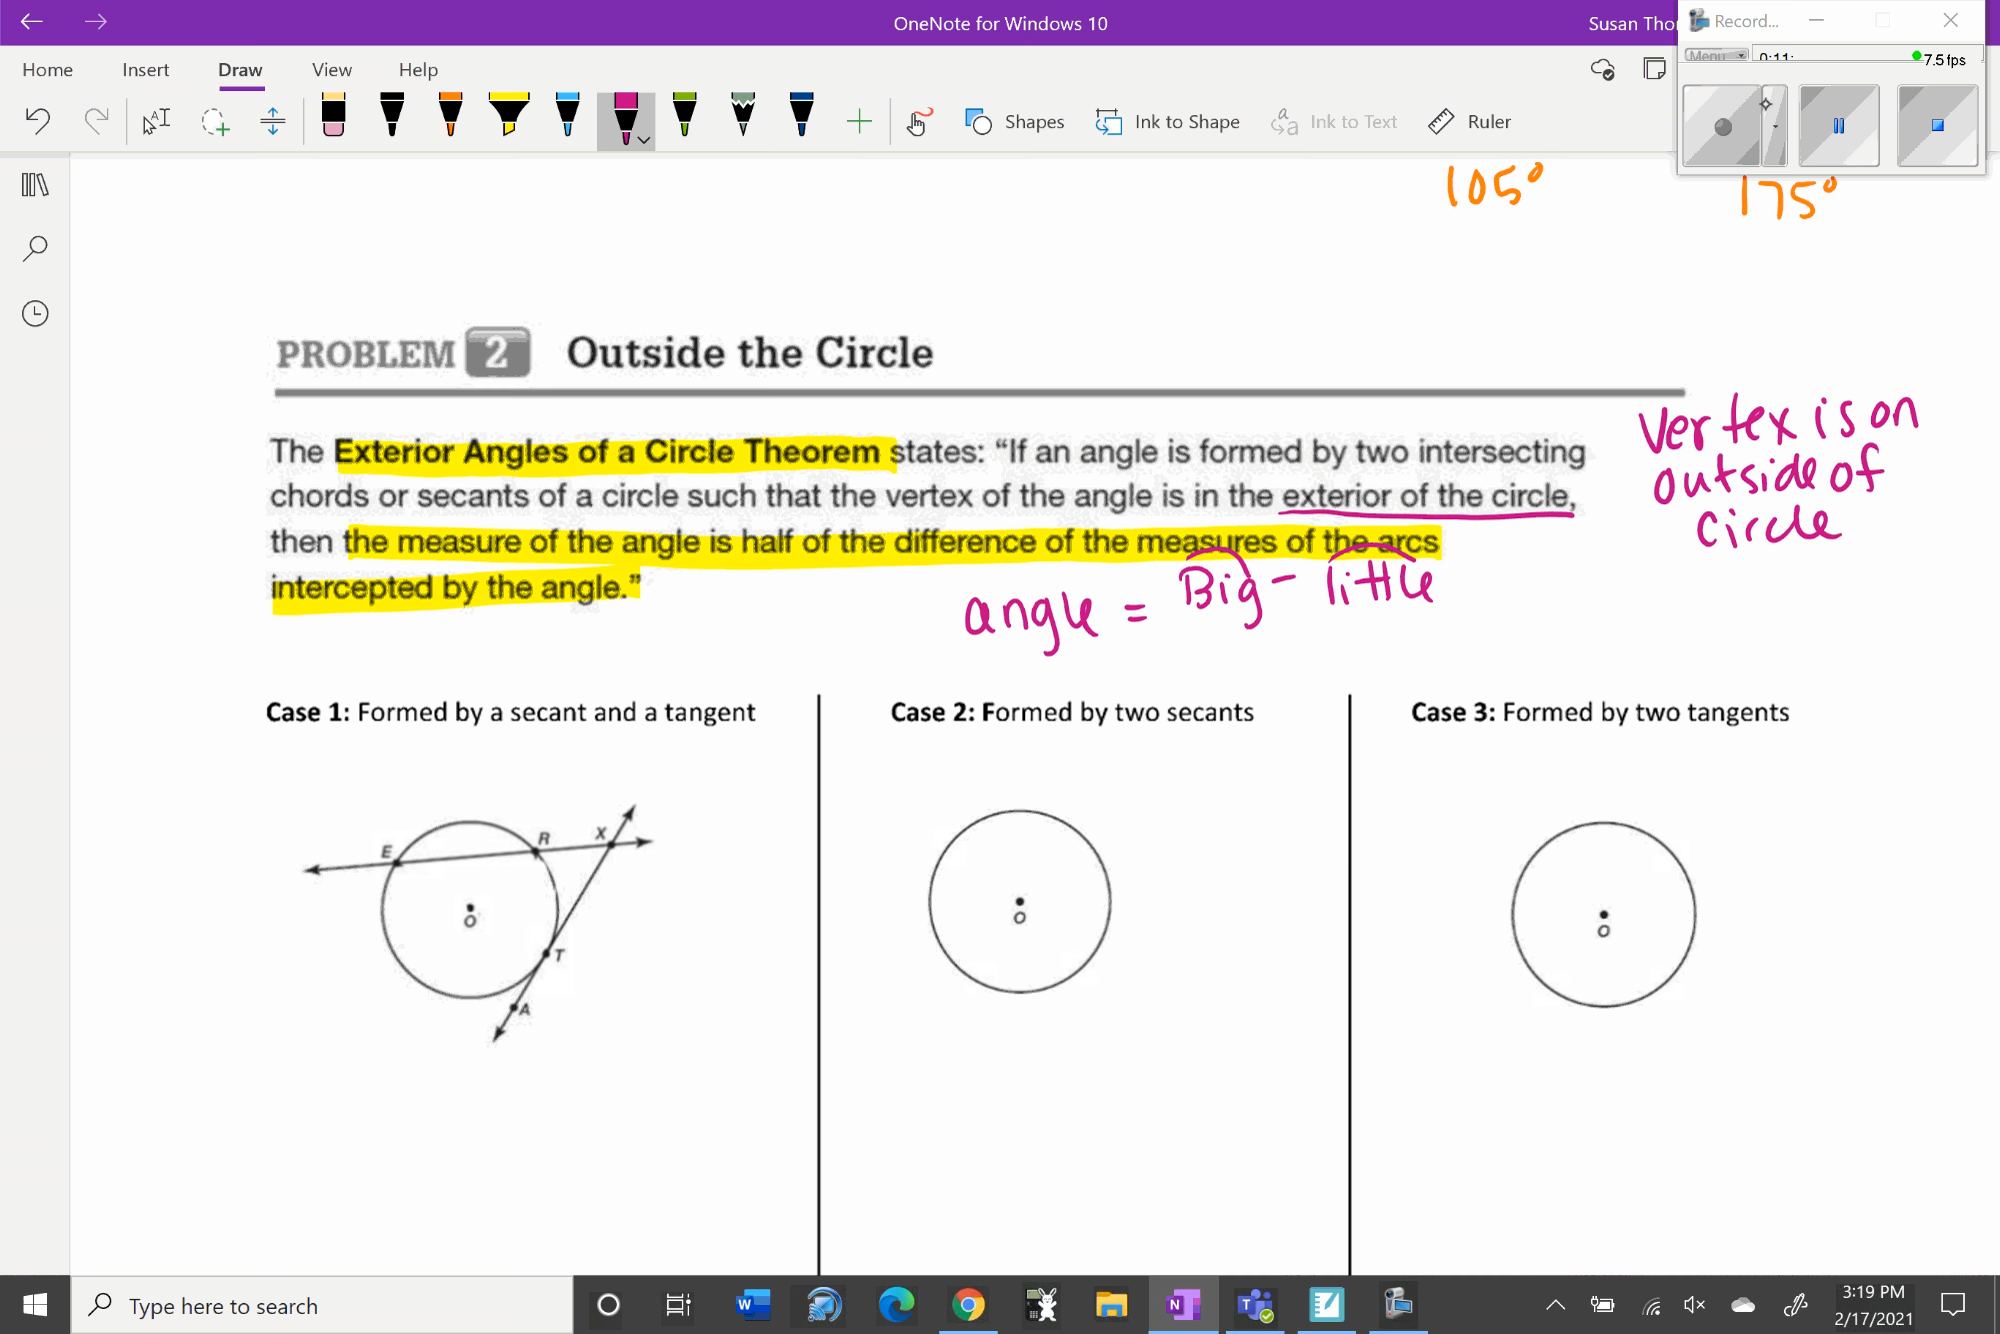 OneNote for Windows 10
Susan Thor
Record...
Home Insert Draw View Help
Menu
0:11:
7.5 fps
Shapes Ink to Shape Ink to Text Ruler
105°
175°
PROBLEM 2 Outside the Circle
The Exterior Angles of a Circle Theorem states: “If an angle is formed by two intersecting
chords or secants of a circle such that the vertex of the angle is in the exterior of the circle,
then the measure of the angle is half of the difference of the measures of the arcs
intercepted by the angle.”
Vertex is on
outside of
circle
angle = Big - little
Case 1: Formed by a secant and a tangent
Case 2: Formed by two secants
Case 3: Formed by two tangents
E
R
X
O
T
A
O
O
Type here to search
3:19 PM
2/17/2021